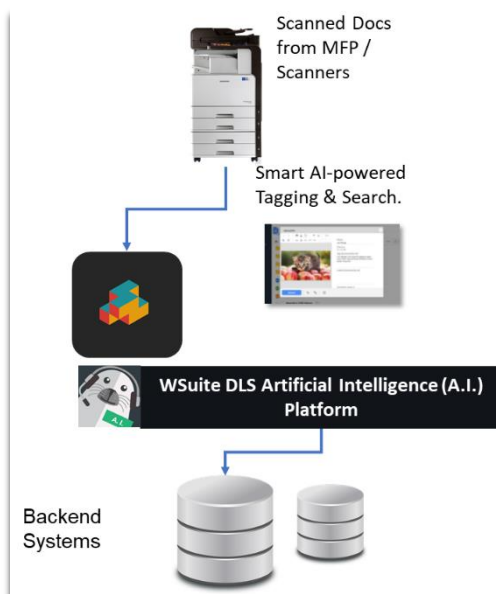 Scanned Docs
from MFP /
Scanners
Smart AI-powered
Tagging & Search.
WSuite DLS Artificial Intelligence (A.I.)
Platform
A.I.
Backend
Systems